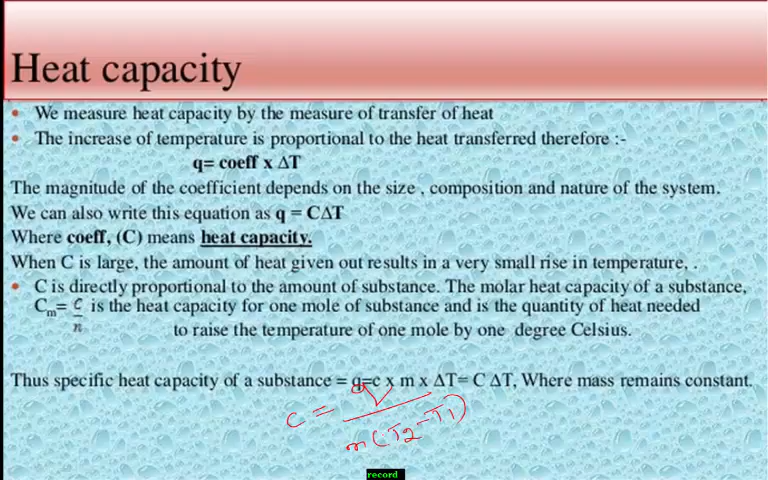 Heat capacity
• We measure heat capacity by the measure of transfer of heat
• The increase of temperature is proportional to the heat transferred therefore :-
q= coeff x ΔT
The magnitude of the coefficient depends on the size , composition and nature of the system.
We can also write this equation as q = CΔT
Where coeff, (C) means heat capacity.
When C is large, the amount of heat given out results in a very small rise in temperature, .
• C is directly proportional to the amount of substance. The molar heat capacity of a substance,
Cm= C/n is the heat capacity for one mole of substance and is the quantity of heat needed
to raise the temperature of one mole by one degree Celsius.
Thus specific heat capacity of a substance = q=c x m x ΔT= C ΔT, Where mass remains constant.
C = q/m(T2-T1)
record